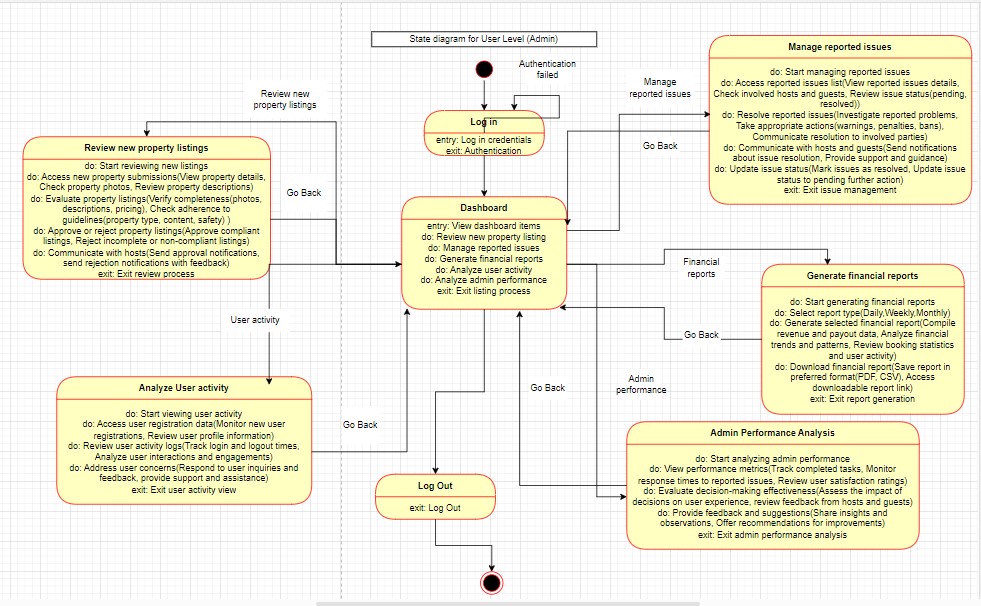 State diagram for User Level (Admin)
Authentication
failed
Log in
entry: Log in credentials
exit: Authentication
Review new
property listings
Review new property listings
do: Start reviewing new listings
do: Access new property submissions(View property details,
Check property photos, Review property descriptions)
do: Evaluate property listings(Verify completeness(photos,
descriptions, pricing), Check adherence to
guidelines(property type, content, safety) )
do: Approve or reject property listings(Approve compliant
listings, Reject incomplete or non-compliant listings)
do: Communicate with hosts(Send approval notifications,
send rejection notifications with feedback)
exit: Exit review process
Go Back
Dashboard
entry: View dashboard items
do: Review new property listing
do: Manage reported issues
do: Generate financial reports
do: Analyze user activity
do: Analyze admin performance
exit: Exit listing process
Manage
reported issues
Go Back
Manage reported issues
do: Start managing reported issues
do: Access reported issues list(View reported issues details,
Check involved hosts and guests, Review issue status(pending,
resolved))
do: Resolve reported issues(Investigate reported problems,
Take appropriate actions(warnings, penalties, bans),
Communicate resolution to involved parties)
do: Communicate with hosts and guests(Send notifications
about issue resolution, Provide support and guidance)
do: Update issue status(Mark issues as resolved, Update issue
status to pending further action)
exit: Exit issue management
Financial
reports
Go Back
Generate financial reports
do: Start generating financial reports
do: Select report type(Daily,Weekly,Monthly)
do: Generate selected financial report(Compile
revenue and payout data, Analyze financial
trends and patterns, Review booking statistics
and user activity)
do: Download financial report(Save report in
preferred format(PDF, CSV), Access
downloadable report link)
exit: Exit report generation
User activity
Analyze User activity
do: Start viewing user activity
do: Access user registration data(Monitor new user
registrations, Review user profile information)
do: Review user activity logs(Track login and logout times,
Analyze user interactions and engagements)
do: Address user concerns(Respond to user inquiries and
feedback, provide support and assistance)
exit: Exit user activity view
Go Back
Log Out
exit: Log Out
Go Back
Admin
performance
Admin Performance Analysis
do: Start analyzing admin performance
do: View performance metrics(Track completed tasks, Monitor
response times to reported issues, Review user satisfaction ratings)
do: Evaluate decision-making effectiveness(Assess the impact of
decisions on user experience, review feedback from hosts and guests)
do: Provide feedback and suggestions(Share insights and
observations, Offer recommendations for improvements)
exit: Exit admin performance analysis